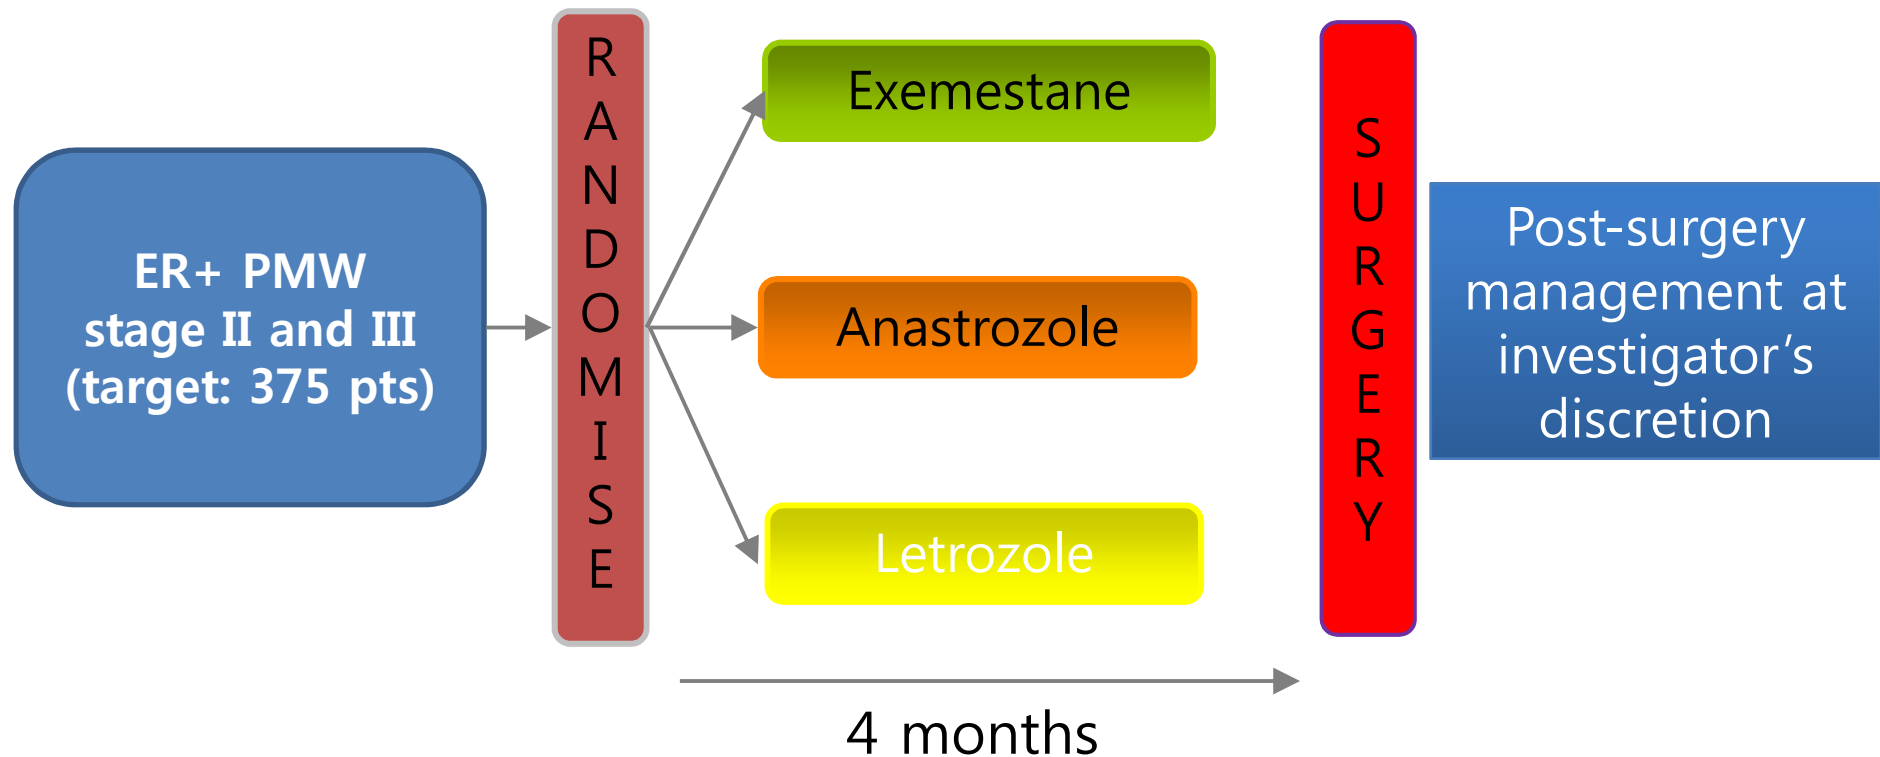 ER+ PMW
stage II and III
(target: 375 pts)
RANDOMISE
Exemestane
Anastrozole
Letrozole
4 months
SURGERY
Post-surgery
management at
investigator’s
discretion